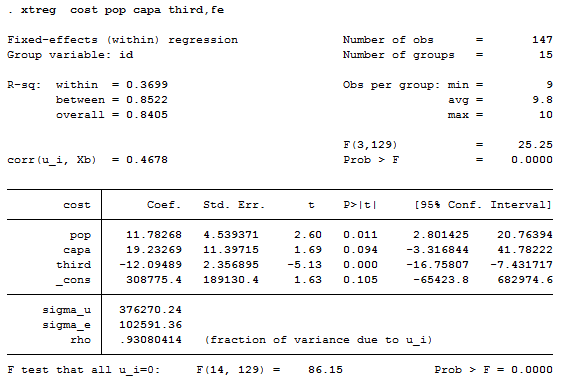 . xtreg  cost pop capa third,fe
Fixed-effects (within) regression               Number of obs      =       147
Group variable: id                              Number of groups   =        15
R-sq:  within  = 0.3699                         Obs per group: min =         9
       between = 0.8522                                        avg =       9.8
       overall = 0.8405                                        max =        10
                                                F(3,129)           =     25.25
corr(u_i, Xb)  = 0.4678                         Prob > F           =    0.0000
        cost |      Coef.   Std. Err.      t    P>|t|     [95% Conf. Interval]
         pop |   11.78268   4.539371     2.60   0.011     2.801425    20.76394
        capa |   19.23269   11.39715     1.69   0.094    -3.316844    41.78222
       third |  -12.09489   2.356895    -5.13   0.000    -16.75807   -7.431717
       _cons |   308775.4   189130.4     1.63   0.105     -65423.8    682974.6
     sigma_u |  376270.24
     sigma_e |  102591.36
         rho |  .93080414   (fraction of variance due to u_i)
F test that all u_i=0:     F(14, 129) =    86.15             Prob > F = 0.0000